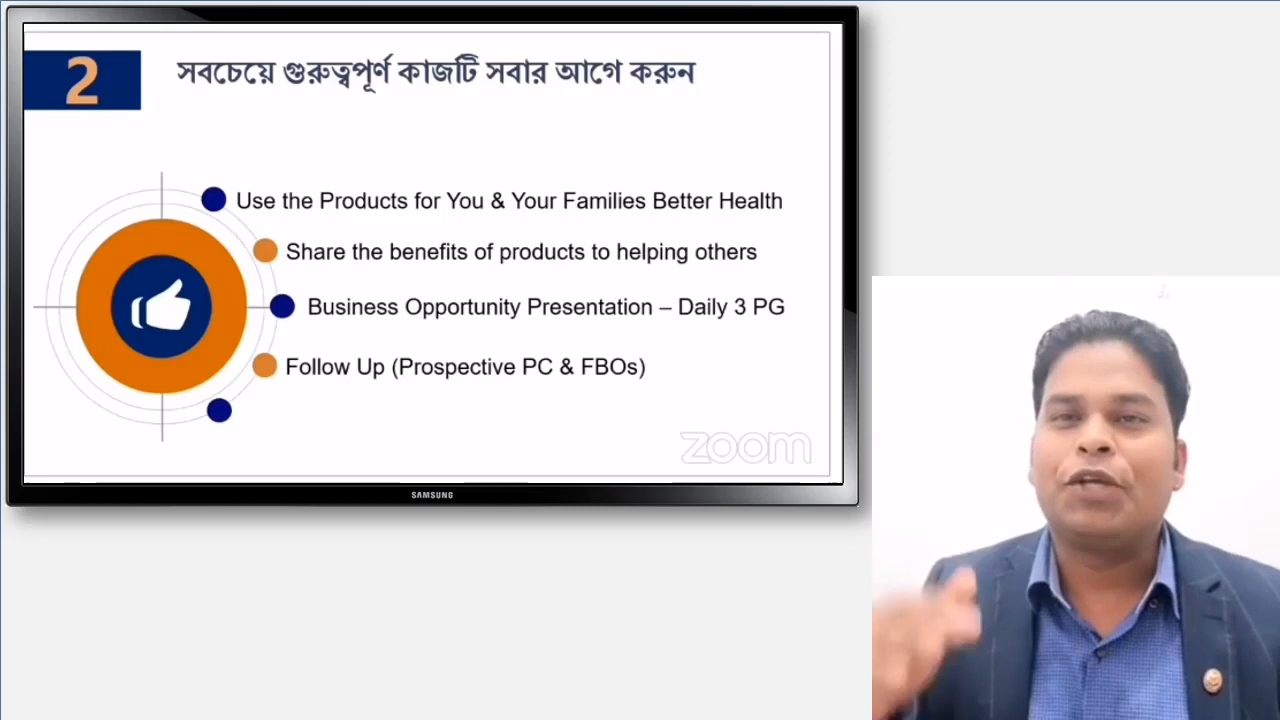 2
সবচেয়ে গুরুত্বপূর্ণ কাজটি সবার আগে করুন
Use the Products for You & Your Families Better Health
Share the benefits of products to helping others
Business Opportunity Presentation – Daily 3 PG
Follow Up (Prospective PC & FBOs)
zoom
SAMSUNG